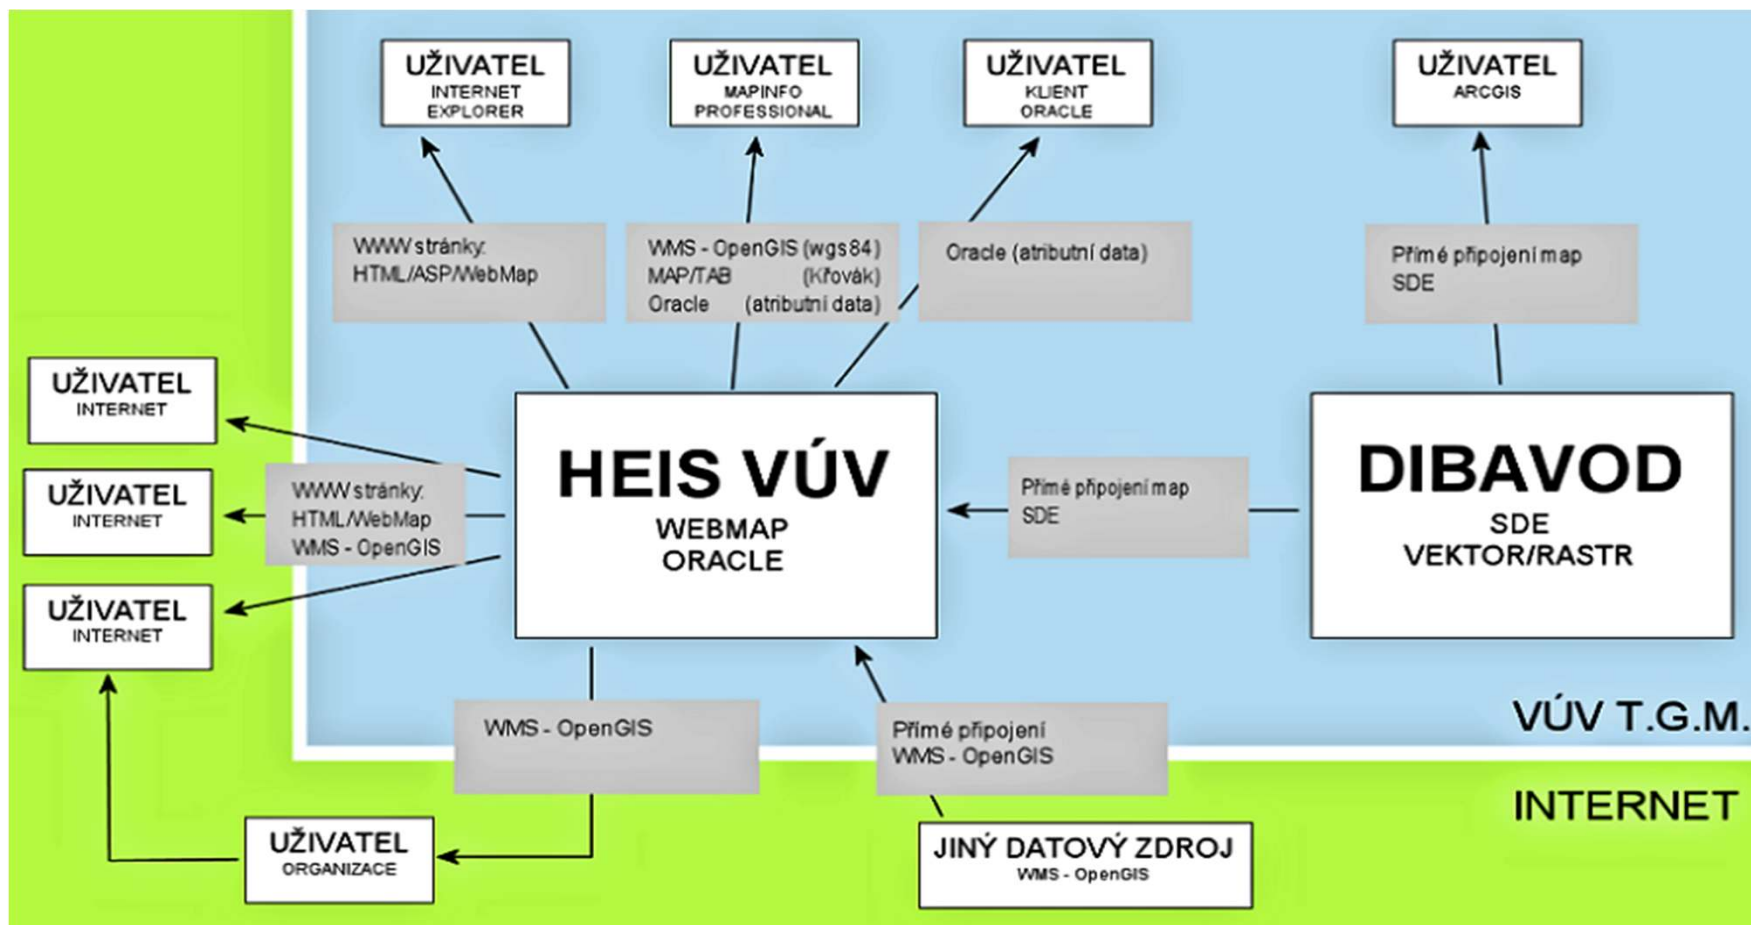 UŽIVATEL
INTERNET
EXPLORER
UŽIVATEL
MAPINFO
PROFESSIONAL
UŽIVATEL
KLIENT
ORACLE
UŽIVATEL
ARCGIS
WWW stránky:
HTML/ASP/WebMap
WMS - OpenGIS (wgs84)
MAP/TAB (Křovák)
Oracle (atributní data)
Oracle (atributní data)
Přímé připojení map
SDE
UŽIVATEL
INTERNET
UŽIVATEL
INTERNET
UŽIVATEL
INTERNET
WWW stránky:
HTML/WebMap
WMS - OpenGIS
HEIS VÚV
WEBMAP
ORACLE
Přímé připojení map
SDE
DIBAVOD
SDE
VEKTOR/RASTR
WMS - OpenGIS
Přímé připojení
WMS - OpenGIS
VÚV T.G.M.
INTERNET
UŽIVATEL
ORGANIZACE
JINÝ DATOVÝ ZDROJ
WMS - OpenGIS